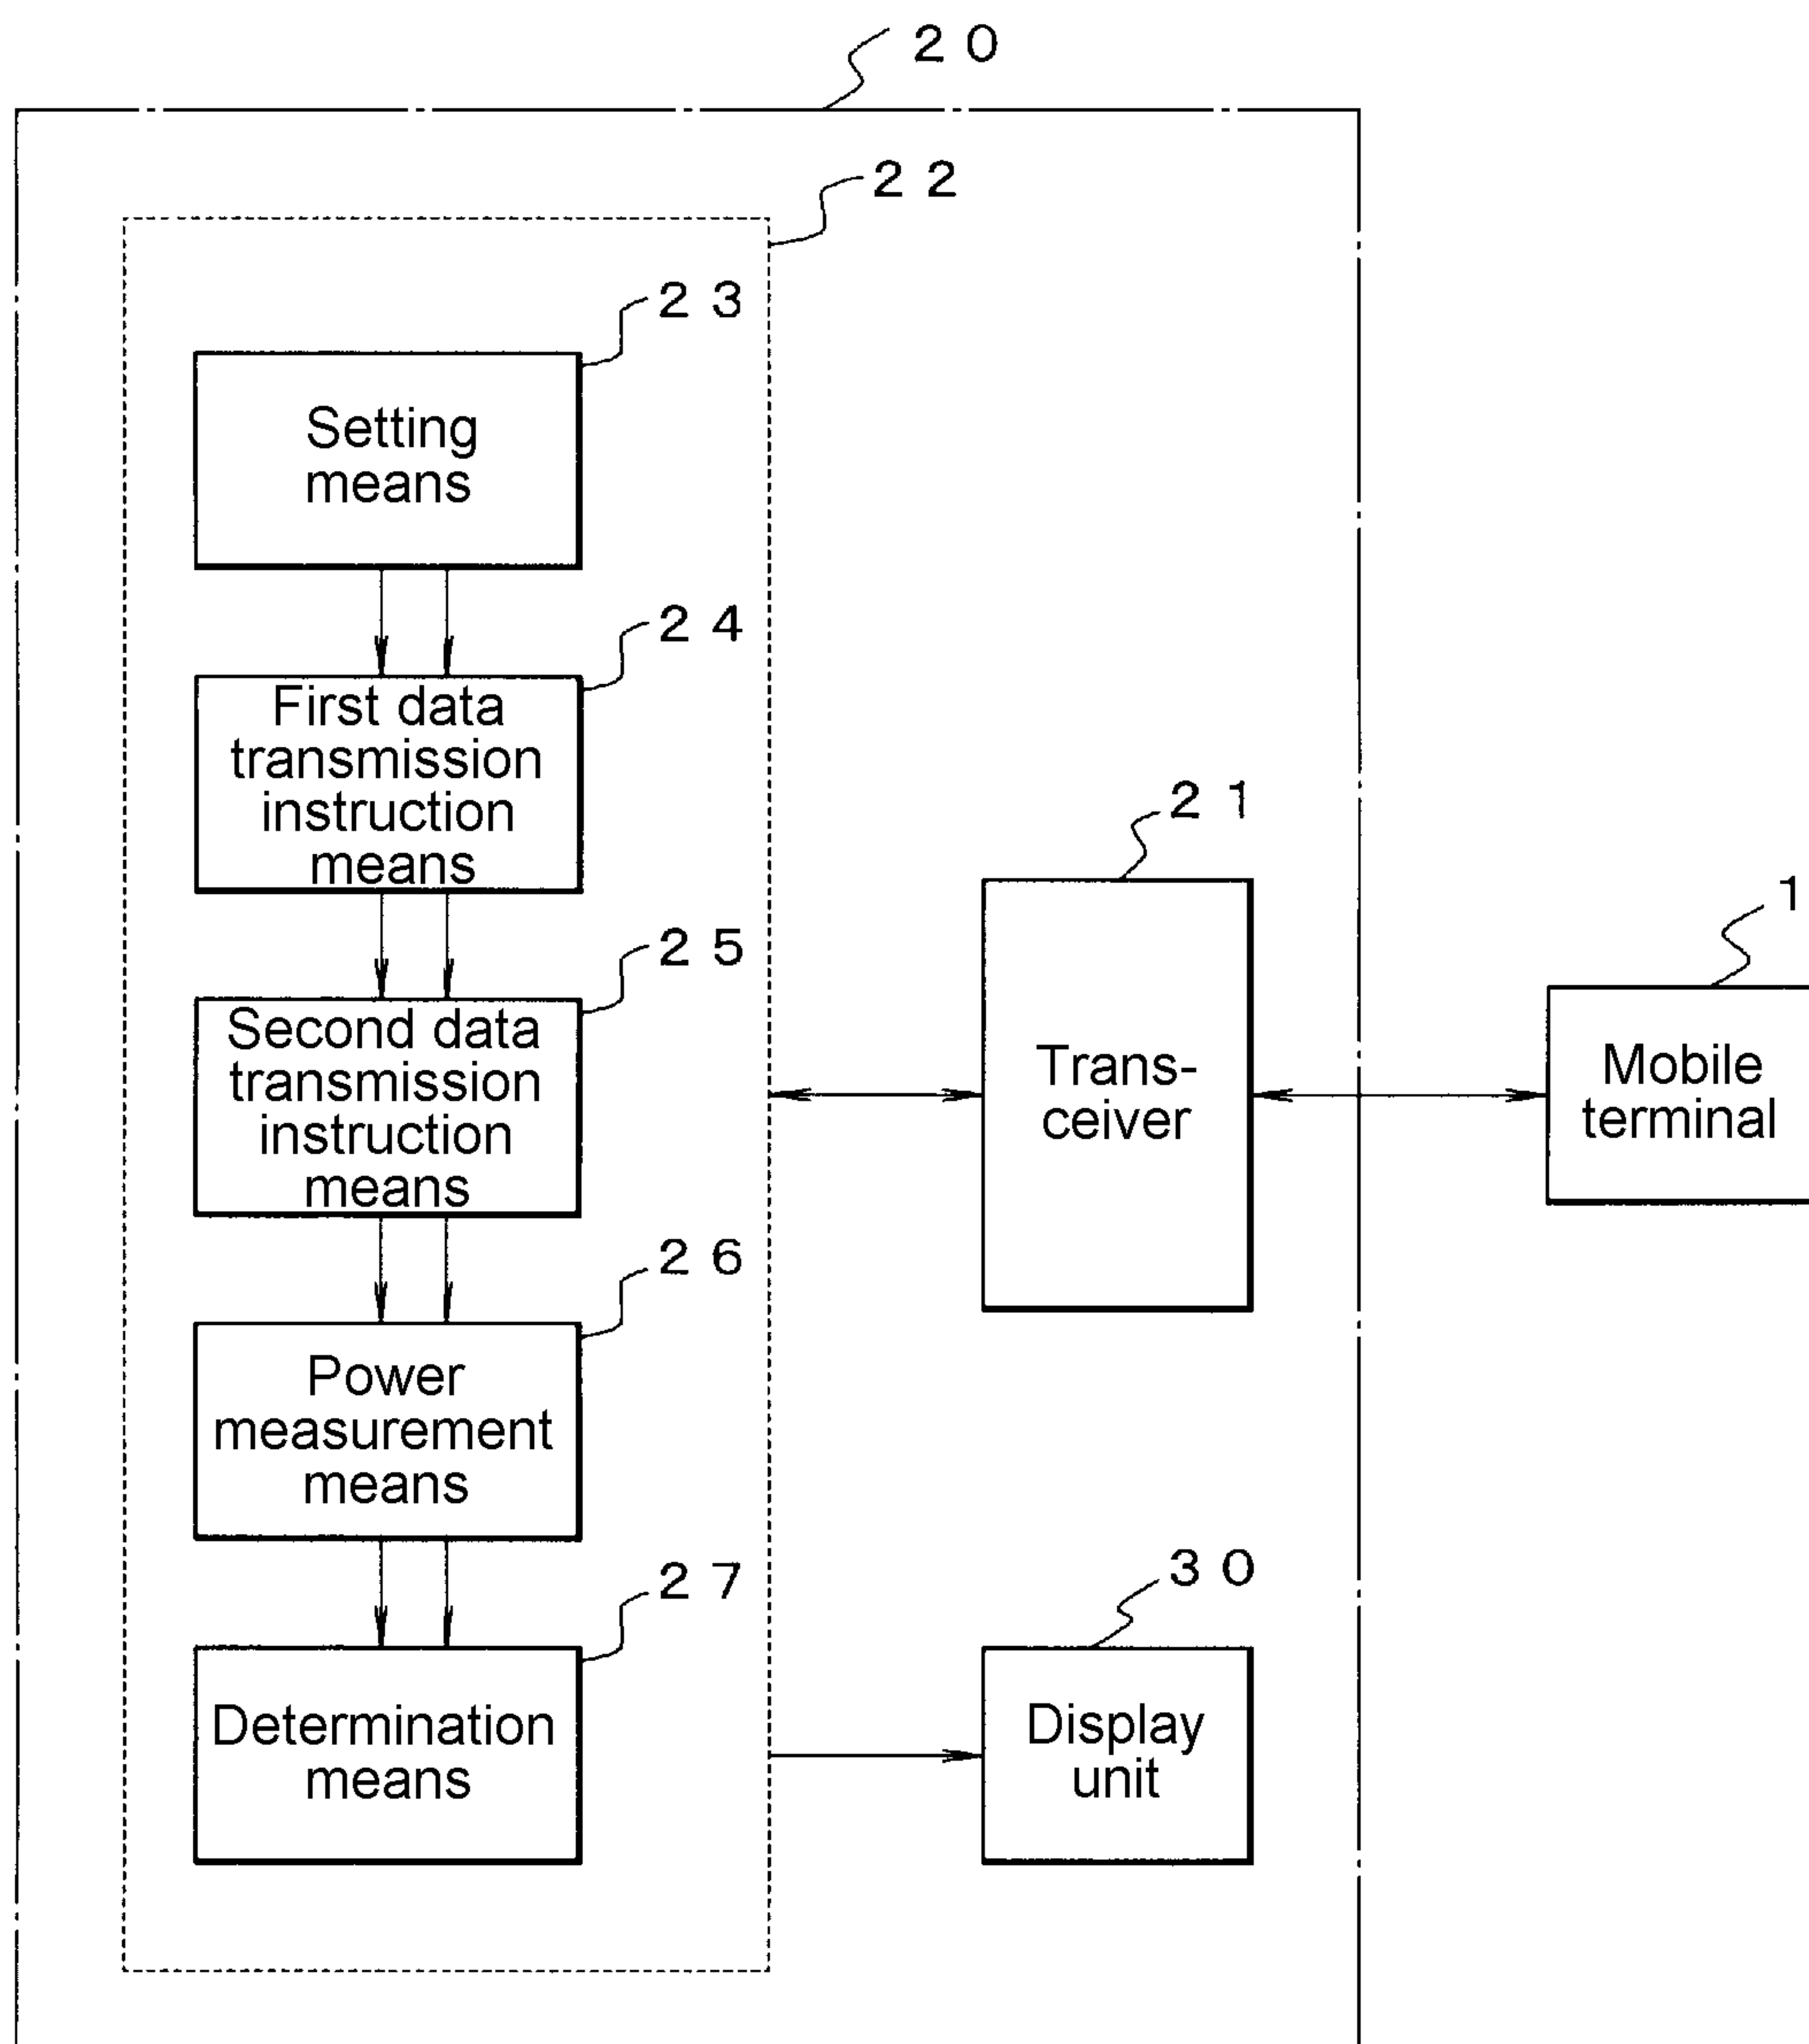 20
22
23
Setting
means
24
First data
transmission
instruction
means
21
1
25
Second data
transmission
instruction
means
Trans-
ceiver
Mobile
terminal
26
Power
measurement
means
27
30
Determination
means
Display
unit